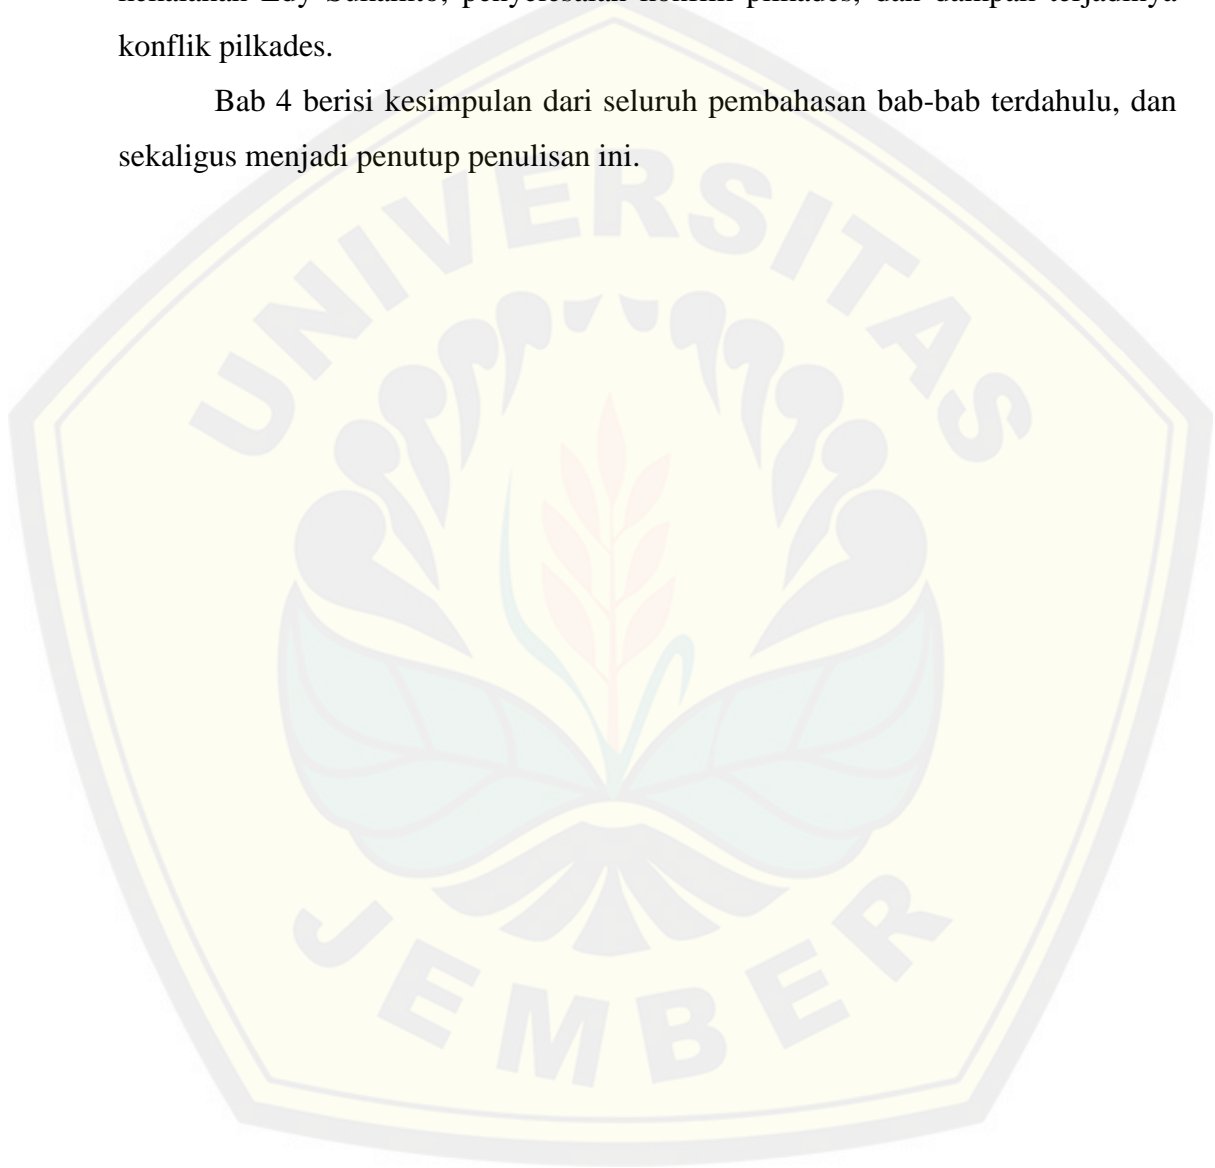 konflik pilkades.
Bab 4 berisi kesimpulan dari seluruh pembahasan bab-bab terdahulu, dan
sekaligus menjadi penutup penulisan ini.
UNIVERSITAS
JEMBER